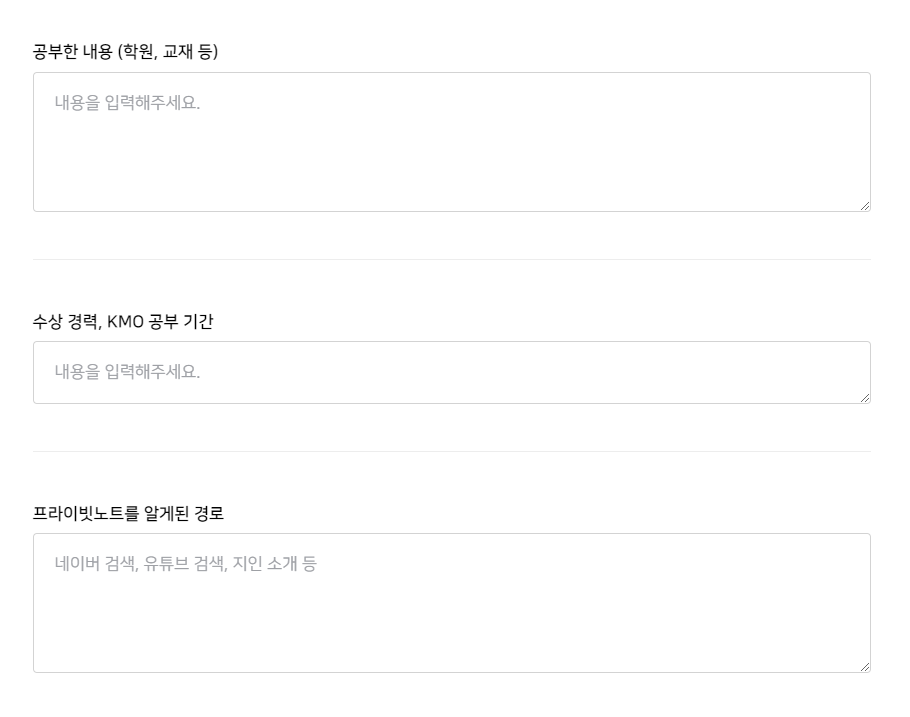 공부한 내용 (학원, 교재 등)
내용을 입력해주세요.
수상 경력, KMO 공부 기간
내용을 입력해주세요.
프라이빗노트를 알게된 경로
네이버 검색, 유튜브 검색, 지인 소개 등